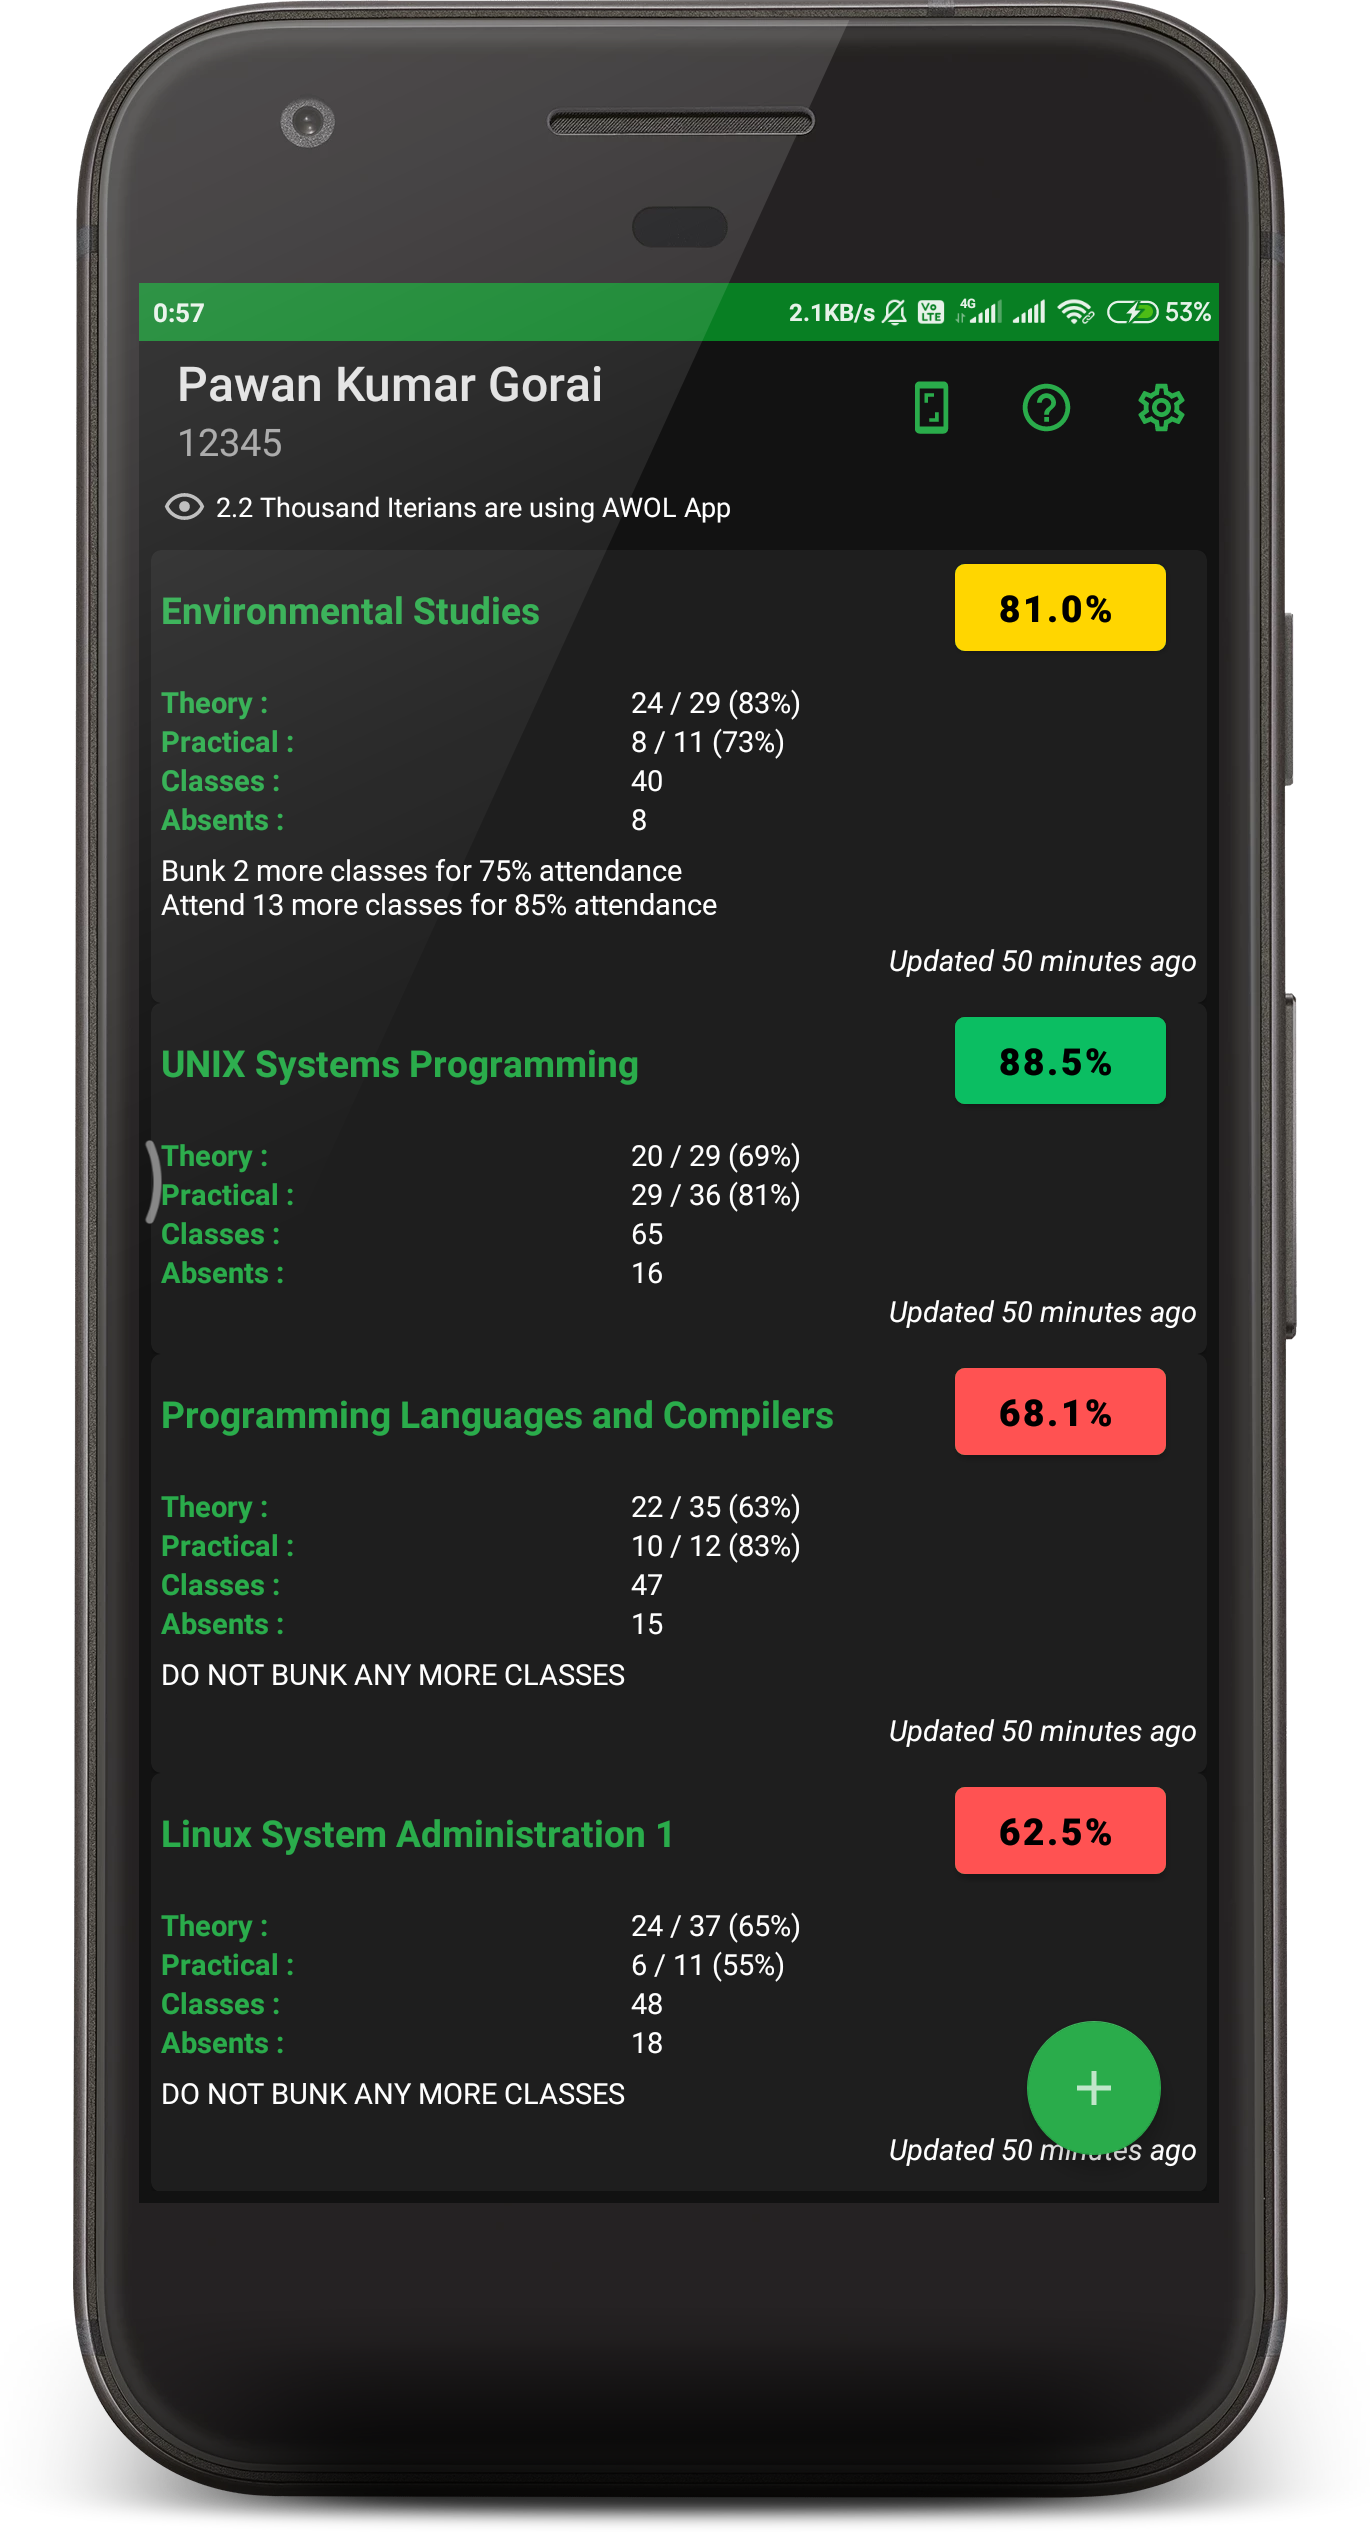 0:57 2.1KB/s Vo LTE 4G 53%
Pawan Kumar Gorai
12345
2.2 Thousand Iterians are using AWOL App
Environmental Studies 81.0%
Theory : 24 / 29 (83%)
Practical : 8 / 11 (73%)
Classes : 40
Absents : 8
Bunk 2 more classes for 75% attendance
Attend 13 more classes for 85% attendance
Updated 50 minutes ago
UNIX Systems Programming 88.5%
Theory : 20 / 29 (69%)
Practical : 29 / 36 (81%)
Classes : 65
Absents : 16
Updated 50 minutes ago
Programming Languages and Compilers 68.1%
Theory : 22 / 35 (63%)
Practical : 10 / 12 (83%)
Classes : 47
Absents : 15
DO NOT BUNK ANY MORE CLASSES
Updated 50 minutes ago
Linux System Administration 1 62.5%
Theory : 24 / 37 (65%)
Practical : 6 / 11 (55%)
Classes : 48
Absents : 18
DO NOT BUNK ANY MORE CLASSES
Updated 50 minutes ago